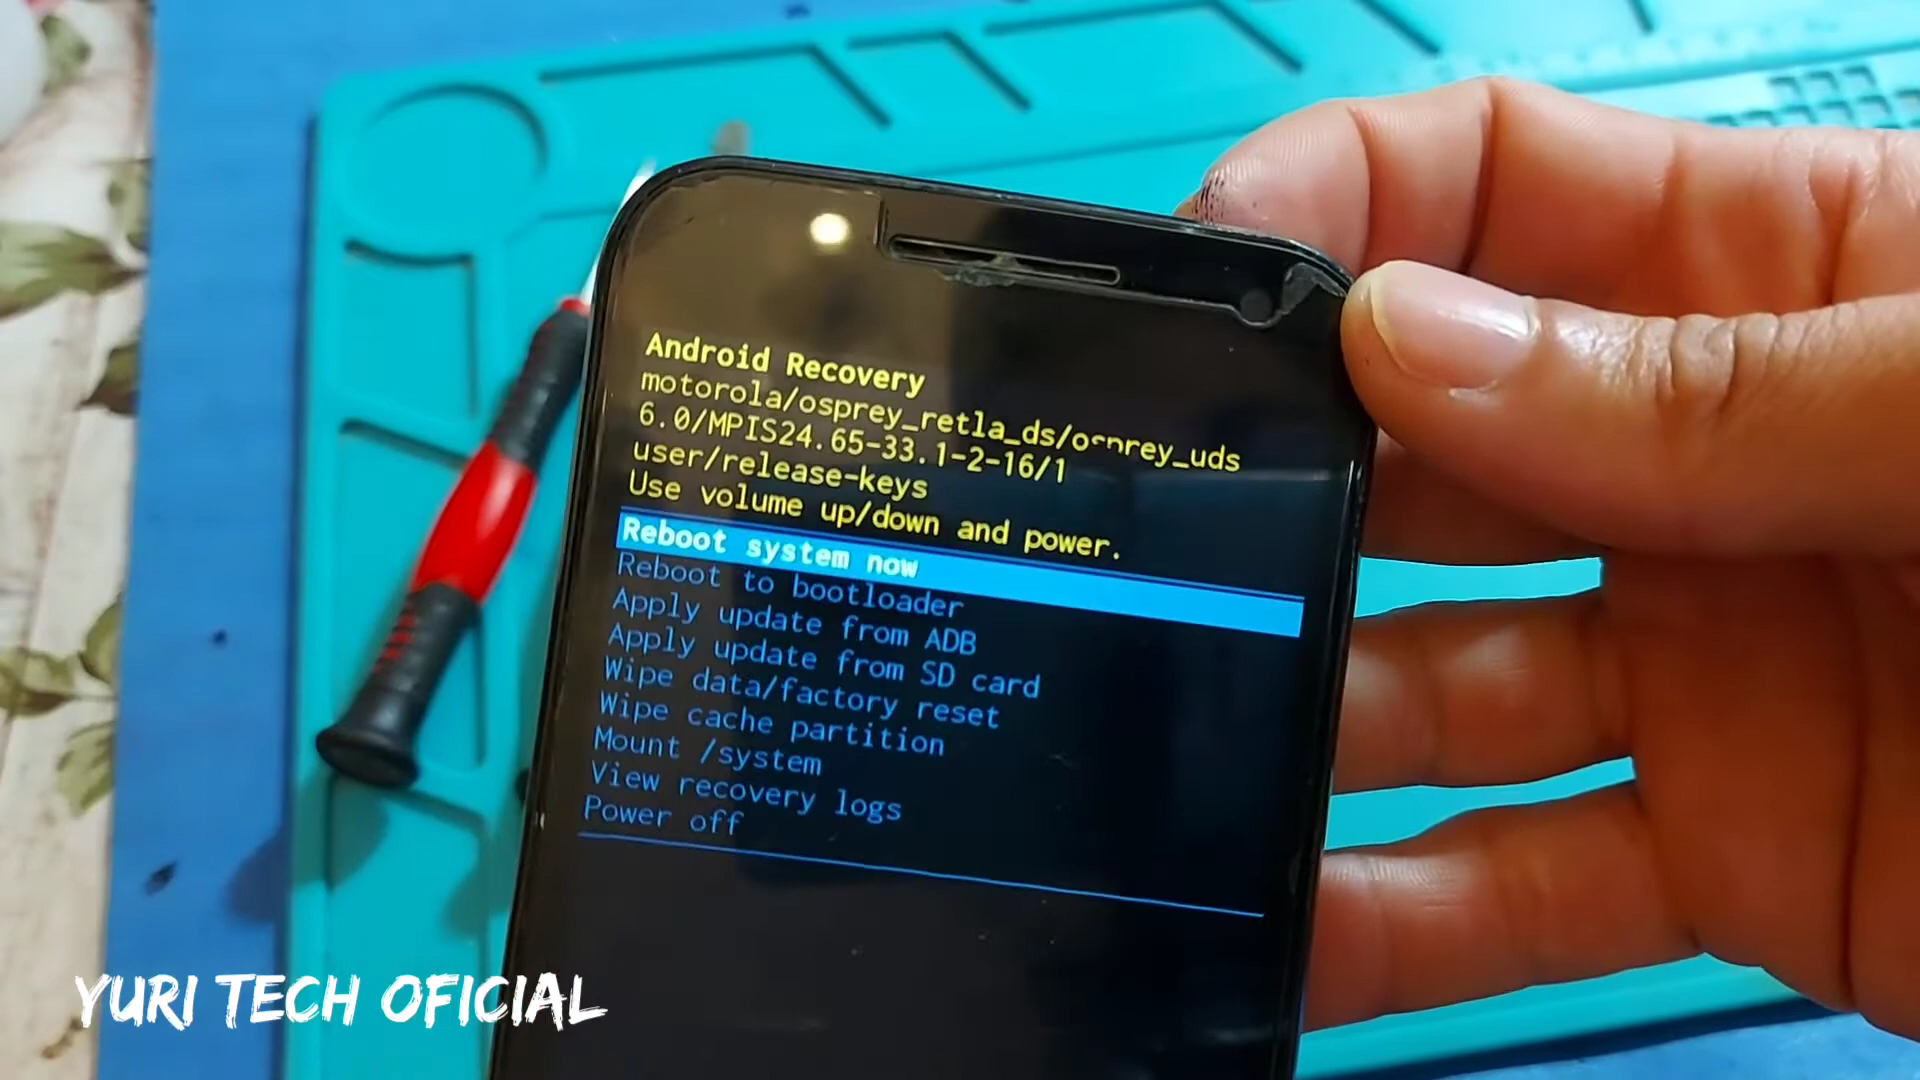 Android Recovery
motorola/osprey_retla_ds/osprey_uds
6.0/MPIS24.65-33.1-2-16/1
user/release-keys
Use volume up/down and power.
Reboot system now
Reboot to bootloader
Apply update from ADB
Apply update from SD card
Wipe data/factory reset
Wipe cache partition
Mount /system
View recovery logs
Power off
YURI TECH OFICIAL